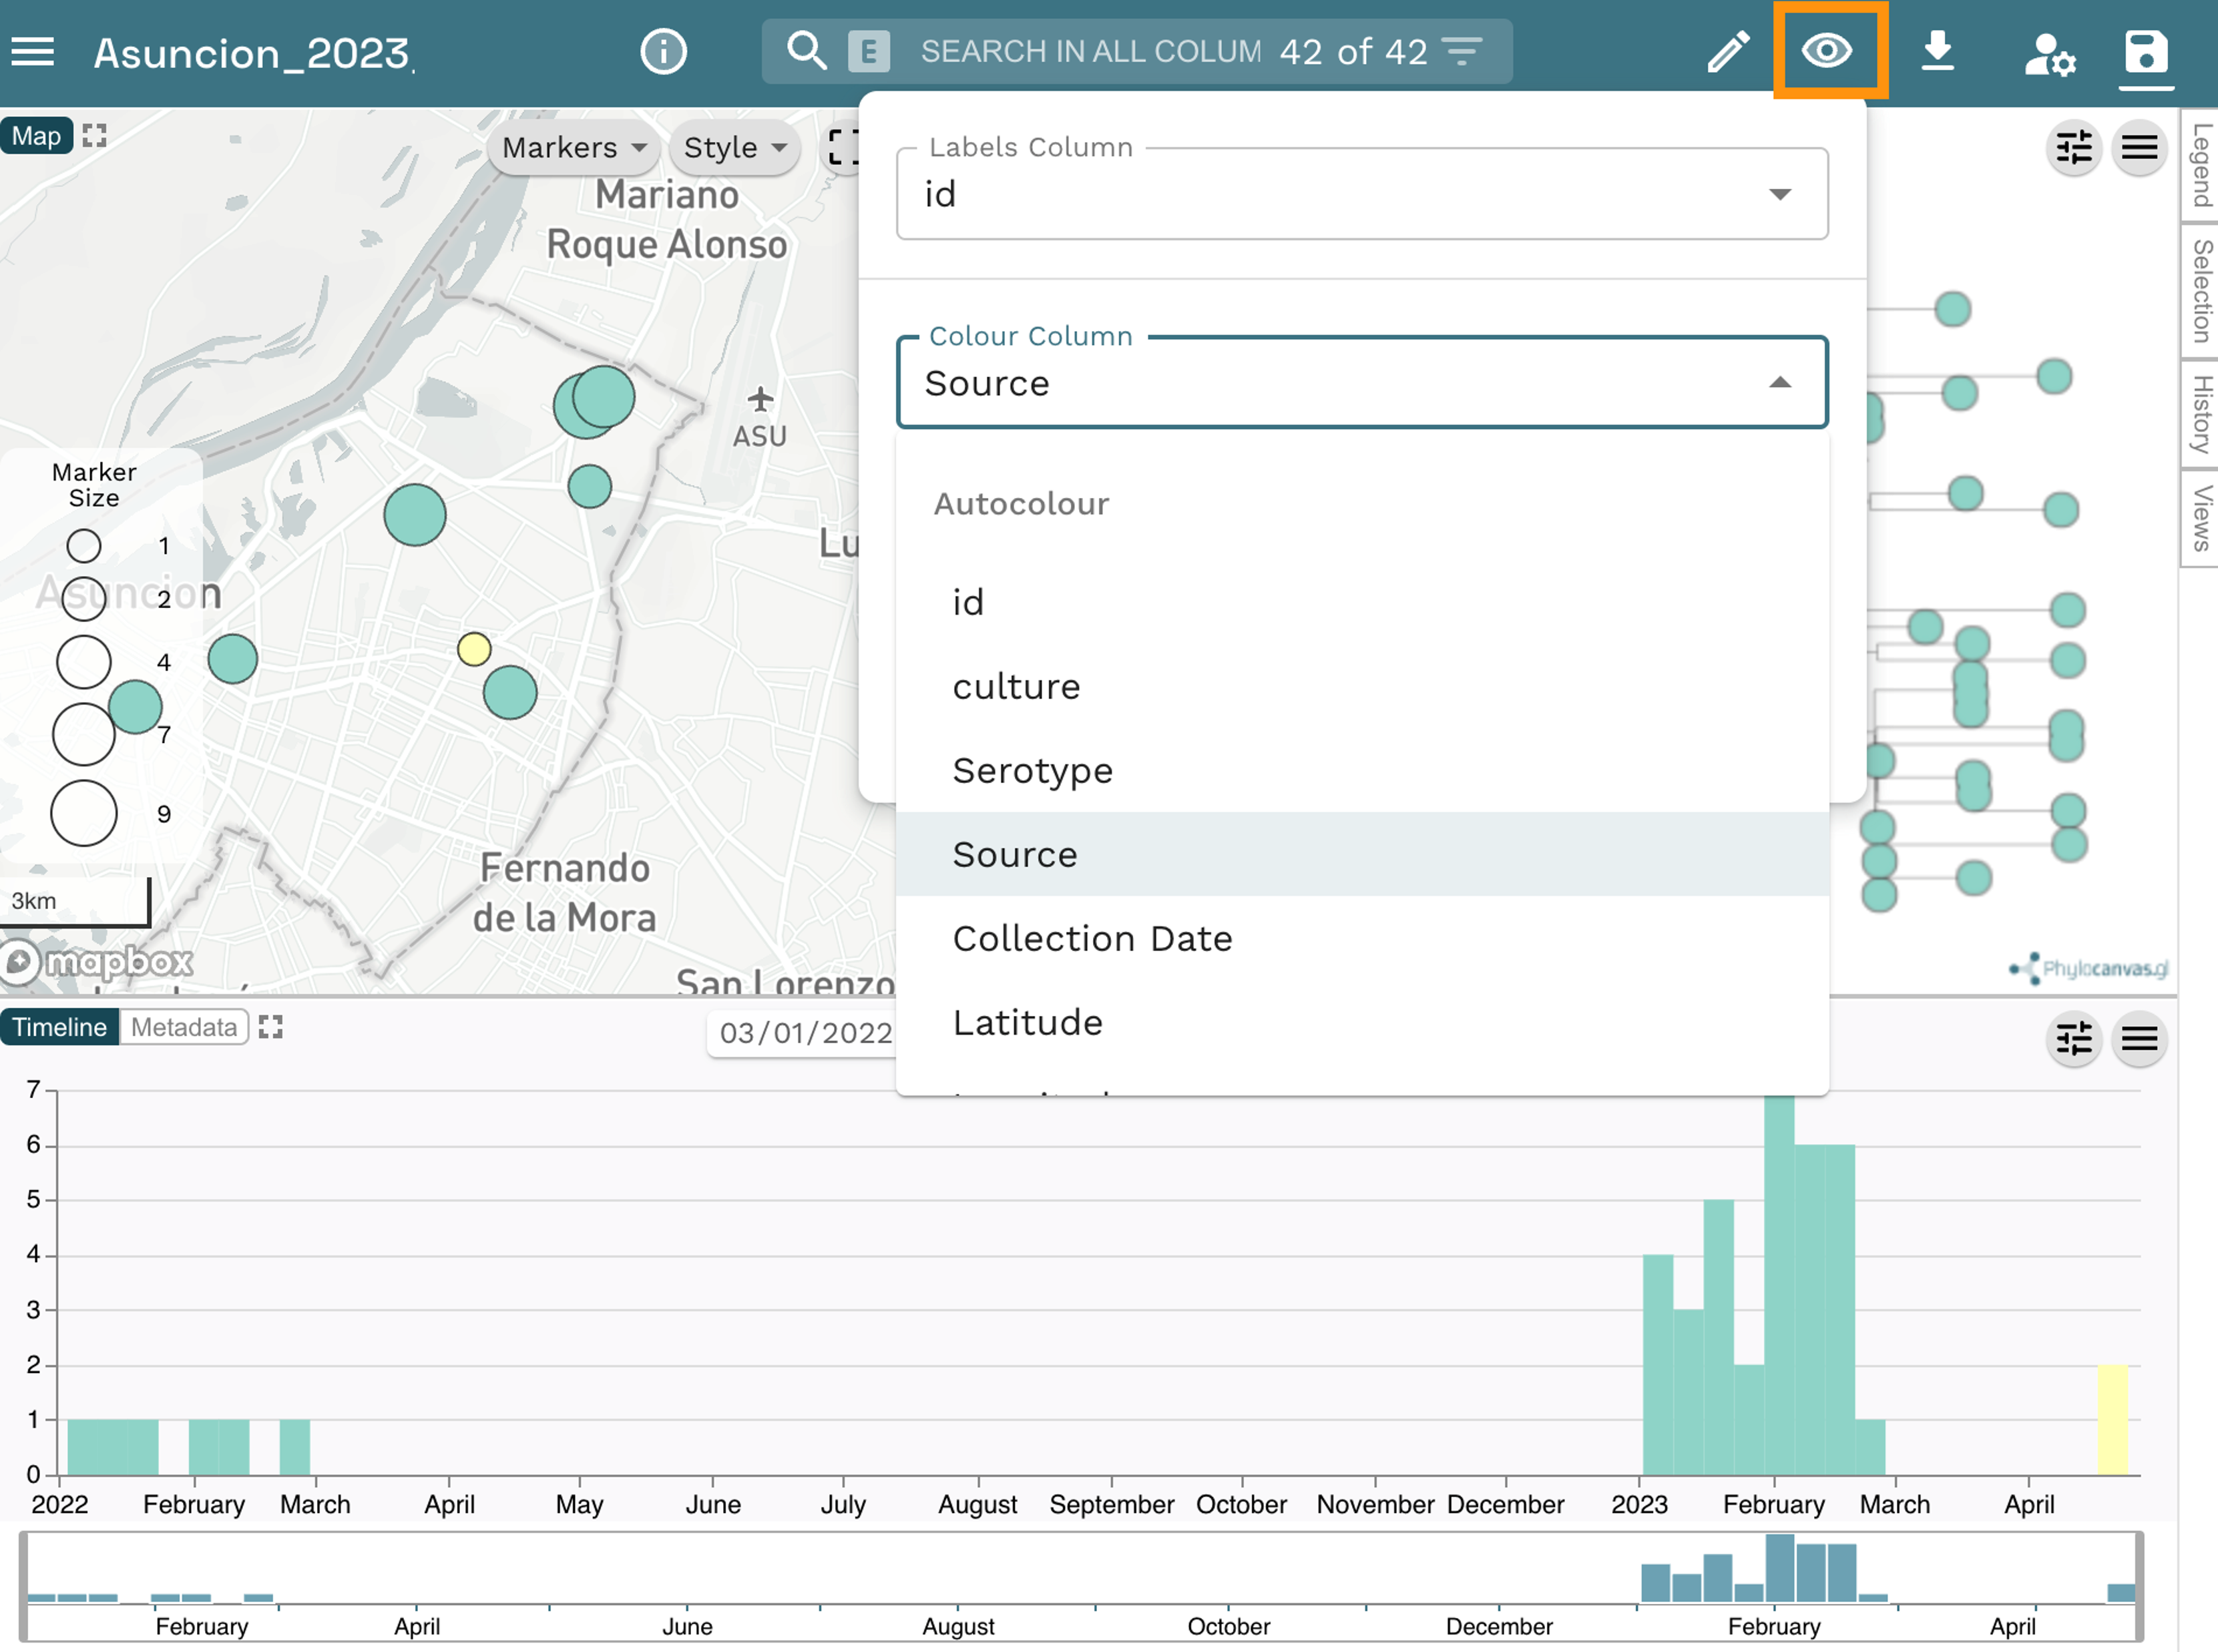 Asuncion_2023
i
E
SEARCH IN ALL COLUM
42 of 42
Map
Markers
Style
Mariano
Roque Alonso
ASU
Lu
Marker
Size
1
2
4
7
9
Asuncion
Fernando
de la Mora
San Lorenzo
3km
mapbox
Labels Column
id
Colour Column
Source
Autocolour
id
culture
Serotype
Source
Collection Date
Latitude
Legend
Selection
History
Views
Phylocanvas.gl
Timeline
Metadata
03/01/2022
7
6
5
4
3
2
1
0
2022 February March April May June July August September October November December 2023 February March April
February April June August October December February April